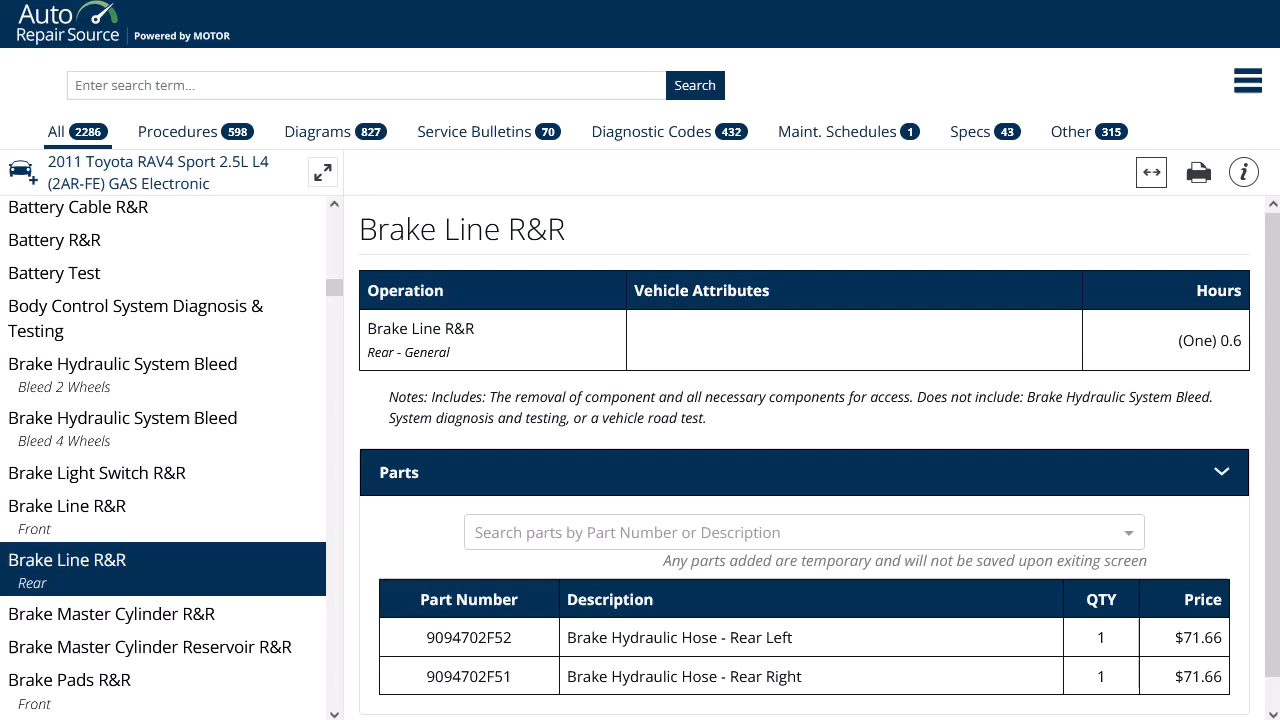 Auto
Repair Source
Powered by MOTOR
Enter search term...
Search
All 2286
Procedures 598
Diagrams 827
Service Bulletins 70
Diagnostic Codes 432
Maint. Schedules 1
Specs 43
Other 315
2011 Toyota RAV4 Sport 2.5L L4
(2AR-FE) GAS Electronic
i
Battery Cable R&R
Battery R&R
Battery Test
Body Control System Diagnosis &
Testing
Brake Hydraulic System Bleed
Bleed 2 Wheels
Brake Hydraulic System Bleed
Bleed 4 Wheels
Brake Light Switch R&R
Brake Line R&R
Front
Brake Line R&R
Rear
Brake Master Cylinder R&R
Brake Master Cylinder Reservoir R&R
Brake Pads R&R
Front
Brake Line R&R
Operation Vehicle Attributes Hours
Brake Line R&R
Rear - General
(One) 0.6
Notes: Includes: The removal of component and all necessary components for access. Does not include: Brake Hydraulic System Bleed.
System diagnosis and testing, or a vehicle road test.
Parts
Search parts by Part Number or Description
Any parts added are temporary and will not be saved upon exiting screen
Part Number Description QTY Price
9094702F52 Brake Hydraulic Hose - Rear Left 1 $71.66
9094702F51 Brake Hydraulic Hose - Rear Right 1 $71.66